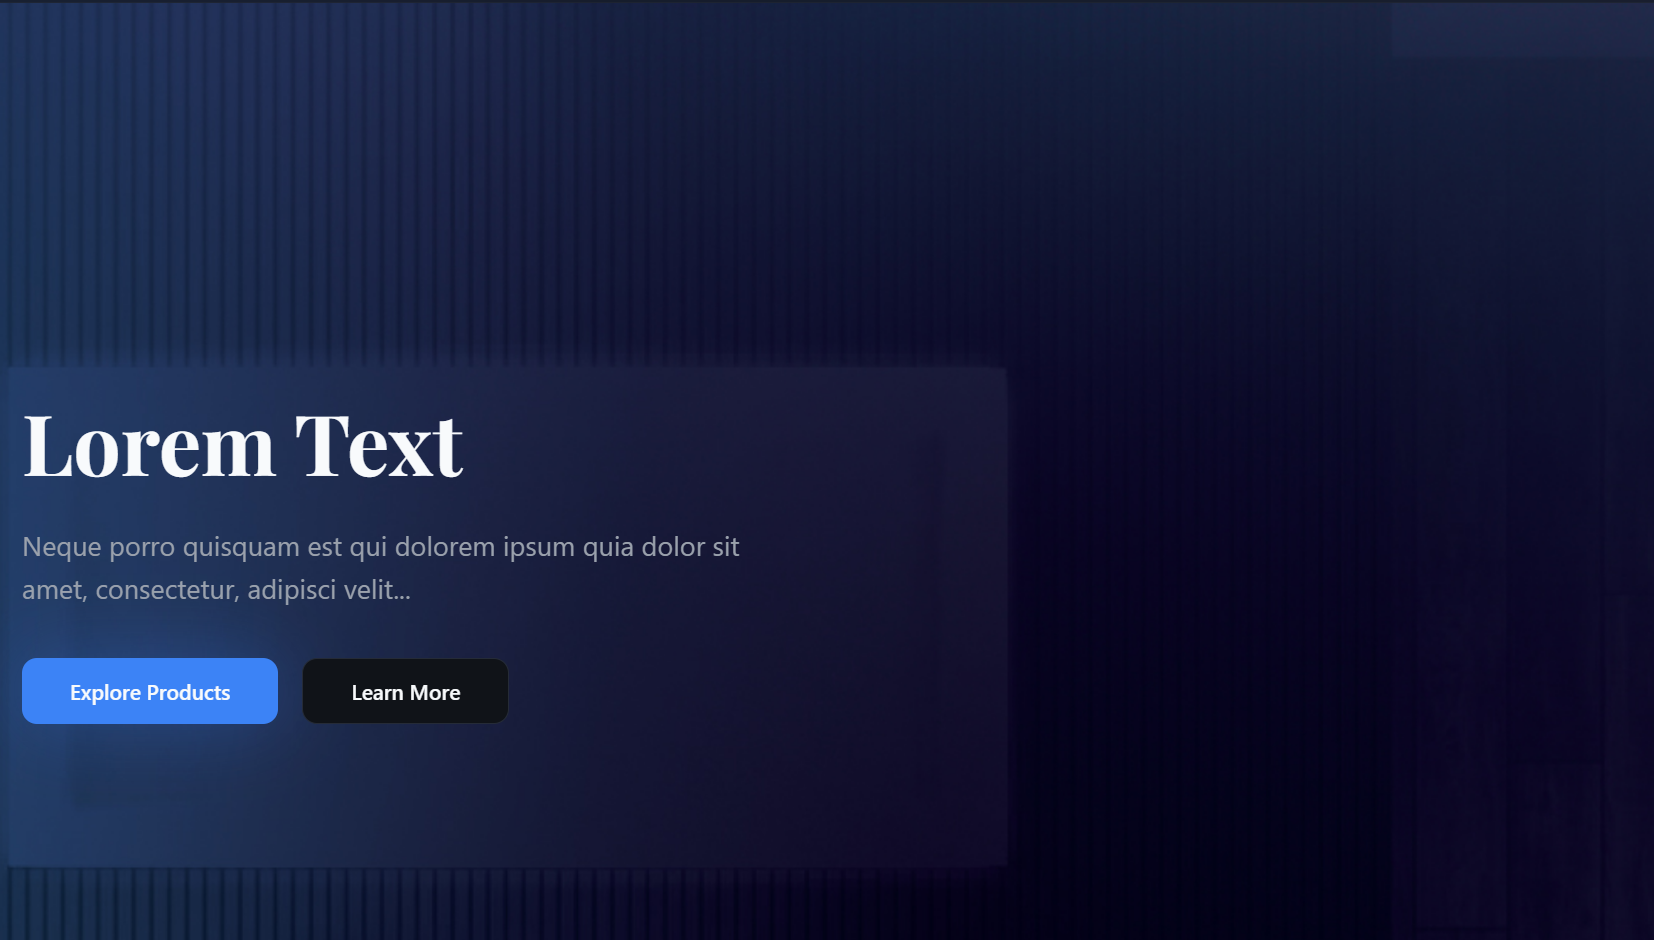 Lorem Text
Neque porro quisquam est qui dolorem ipsum quia dolor sit
amet, consectetur, adipisci velit...
Explore Products
Learn More